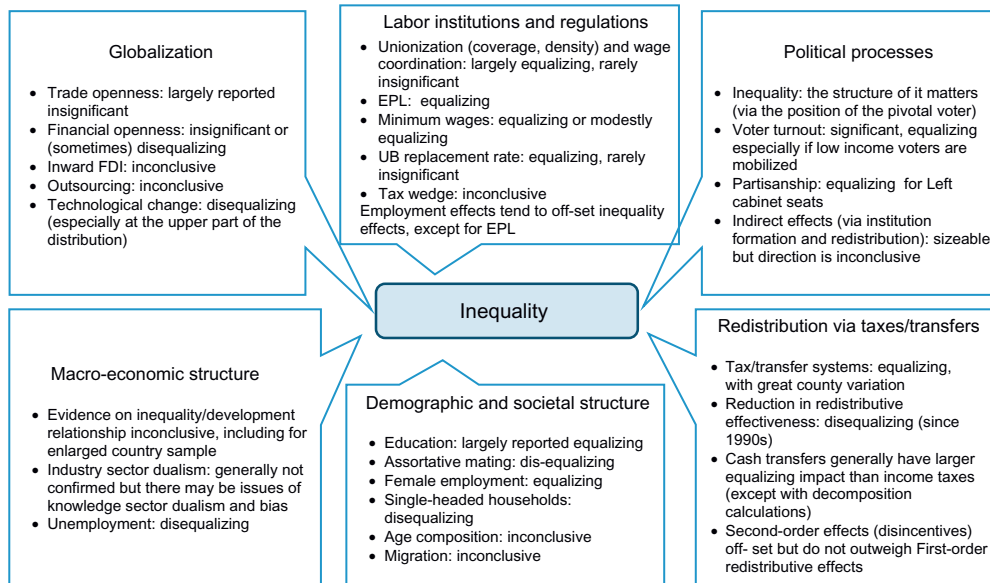 Globalization
• Trade openness: largely reported
insignificant
• Financial openness: insignificant or
(sometimes) disequalizing
• Inward FDI: inconclusive
• Outsourcing: inconclusive
• Technological change: disequalizing
(especially at the upper part of the
distribution)
Labor institutions and regulations
• Unionization (coverage, density) and wage
coordination: largely equalizing, rarely
insignificant
• EPL: equalizing
• Minimum wages: equalizing or modestly
equalizing
• UB replacement rate: equalizing, rarely
insignificant
• Tax wedge: inconclusive
Employment effects tend to off-set inequality
effects, except for EPL
Political processes
• Inequality: the structure of it matters
(via the position of the pivotal voter)
• Voter turnout: significant, equalizing
especially if low income voters are
mobilized
• Partisanship: equalizing for Left
cabinet seats
• Indirect effects (via institution
formation and redistribution): sizeable
but direction is inconclusive
Inequality
Macro-economic structure
• Evidence on inequality/development
relationship inconclusive, including for
enlarged country sample
• Industry sector dualism: generally not
confirmed but there may be issues of
knowledge sector dualism and bias
• Unemployment: disequalizing
Demographic and societal structure
• Education: largely reported equalizing
• Assortative mating: dis-equalizing
• Female employment: equalizing
• Single-headed households:
disequalizing
• Age composition: inconclusive
• Migration: inconclusive
Redistribution via taxes/transfers
• Tax/transfer systems: equalizing,
with great county variation
• Reduction in redistributive
effectiveness: disequalizing (since
1990s)
• Cash transfers generally have larger
equalizing impact than income taxes
(except with decomposition
calculations)
• Second-order effects (disincentives)
off- set but do not outweigh First-order
redistributive effects